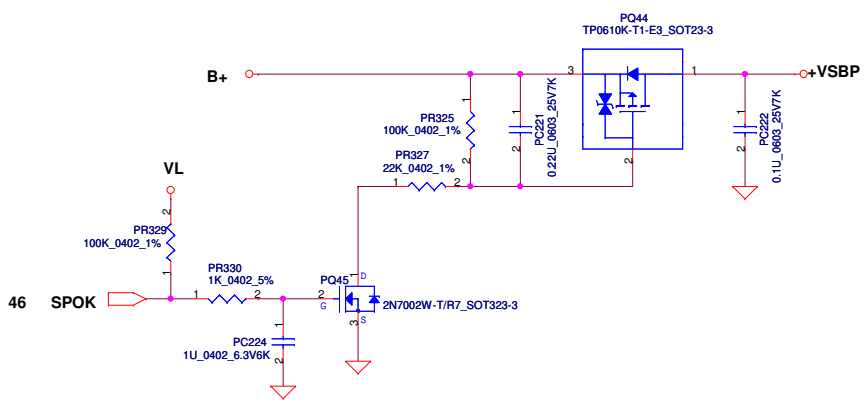 PQ44
TP0610K-T1-E3_SOT23-3
B+
3
1
+VSBP
1
PR325
100K_0402_1%
2
1
PC221
0.22U_0603_25V7K
2
1
PC222
0.1U_0603_25V7K
2
2
PR327
22K_0402_1%
1
2
VL
2
PR329
100K_0402_1%
1
PR330
1K_0402_5%
46
SPOK
1
2
PQ45
1
D
2
G
S
3
2N7002W-T/R7_SOT323-3
1
PC224
1U_0402_6.3V6K
2